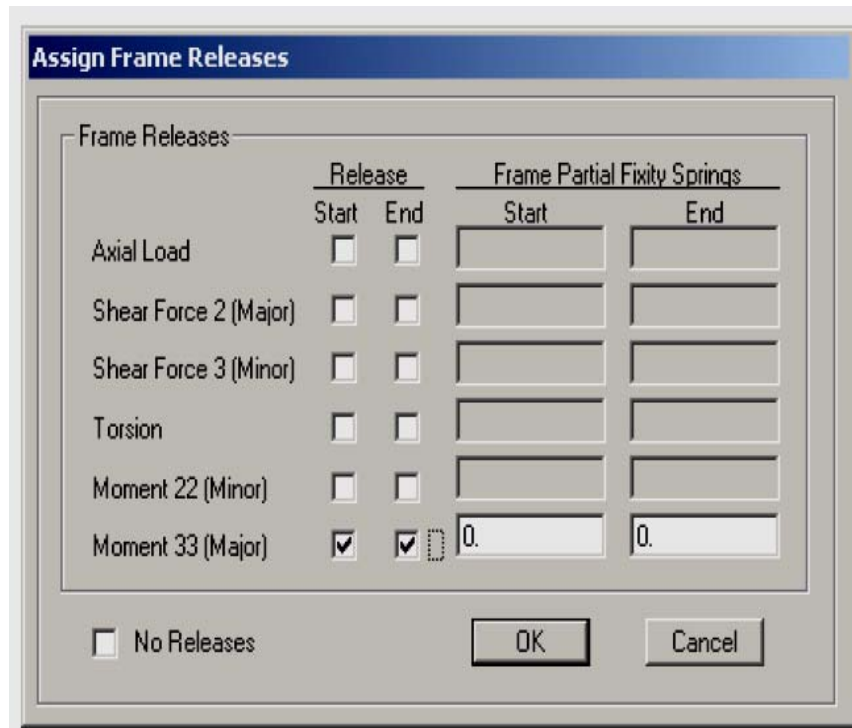 Assign Frame Releases
Frame Releases
Release Frame Partial Fixity Springs
Start End Start End
Axial Load
Shear Force 2 (Major)
Shear Force 3 (Minor)
Torsion
Moment 22 (Minor)
Moment 33 (Major) 0. 0.
No Releases OK Cancel